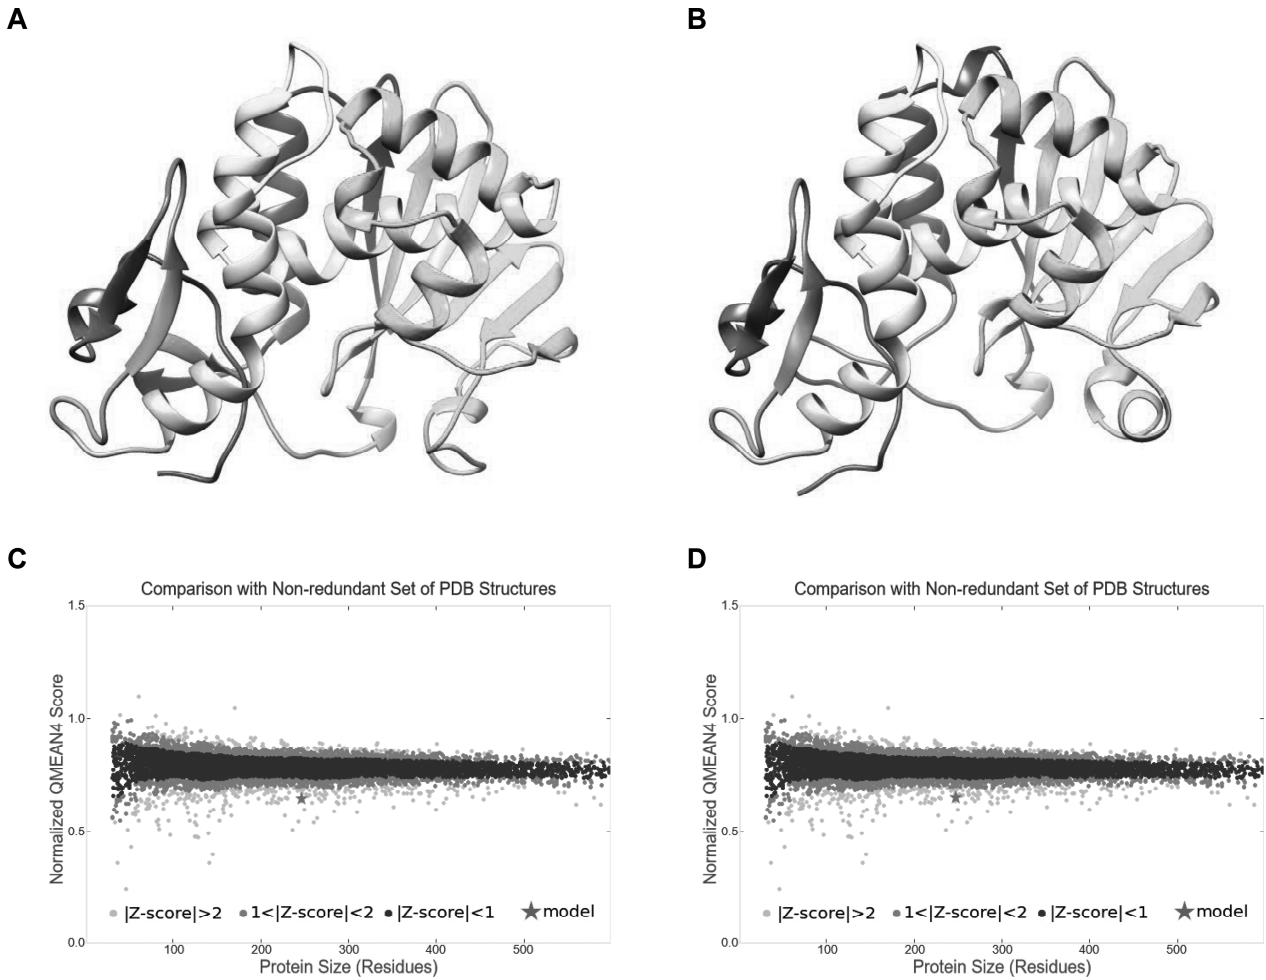 A
B
C
Comparison with Non-redundant Set of PDB Structures
1.5
1.0
0.5
0.0
Normalized QMEAN4 Score
|Z-score|>2
1<|Z-score|<2
|Z-score|<1
model
100
200
300
400
500
Protein Size (Residues)
D
Comparison with Non-redundant Set of PDB Structures
1.5
1.0
0.5
0.0
Normalized QMEAN4 Score
|Z-score|>2
1<|Z-score|<2
|Z-score|<1
model
100
200
300
400
500
Protein Size (Residues)